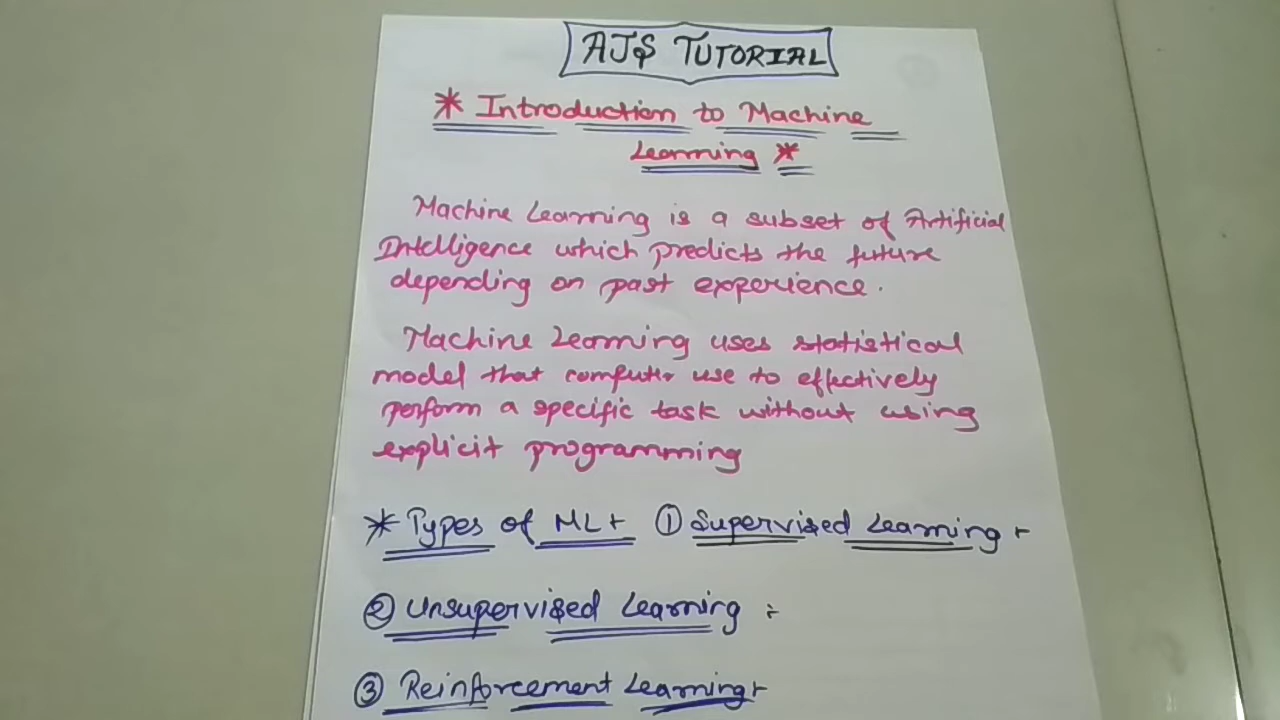 AJS TUTORIAL
* Introduction to Machine
Learning *
Machine Learning is a subset of Artificial
Intelligence which predicts the future
depending on past experience.
Machine Learning uses statistical
model that computer use to effectively
perform a specific task without using
explicit programming
* Types of ML:- ① Supervised Learning :-
② Unsupervised Learning :-
③ Reinforcement Learning:-